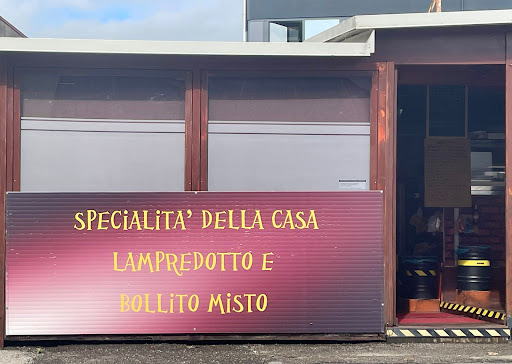 SPECIALITA' DELLA CASA
LAMPREDOTTO E
BOLLITO MISTO